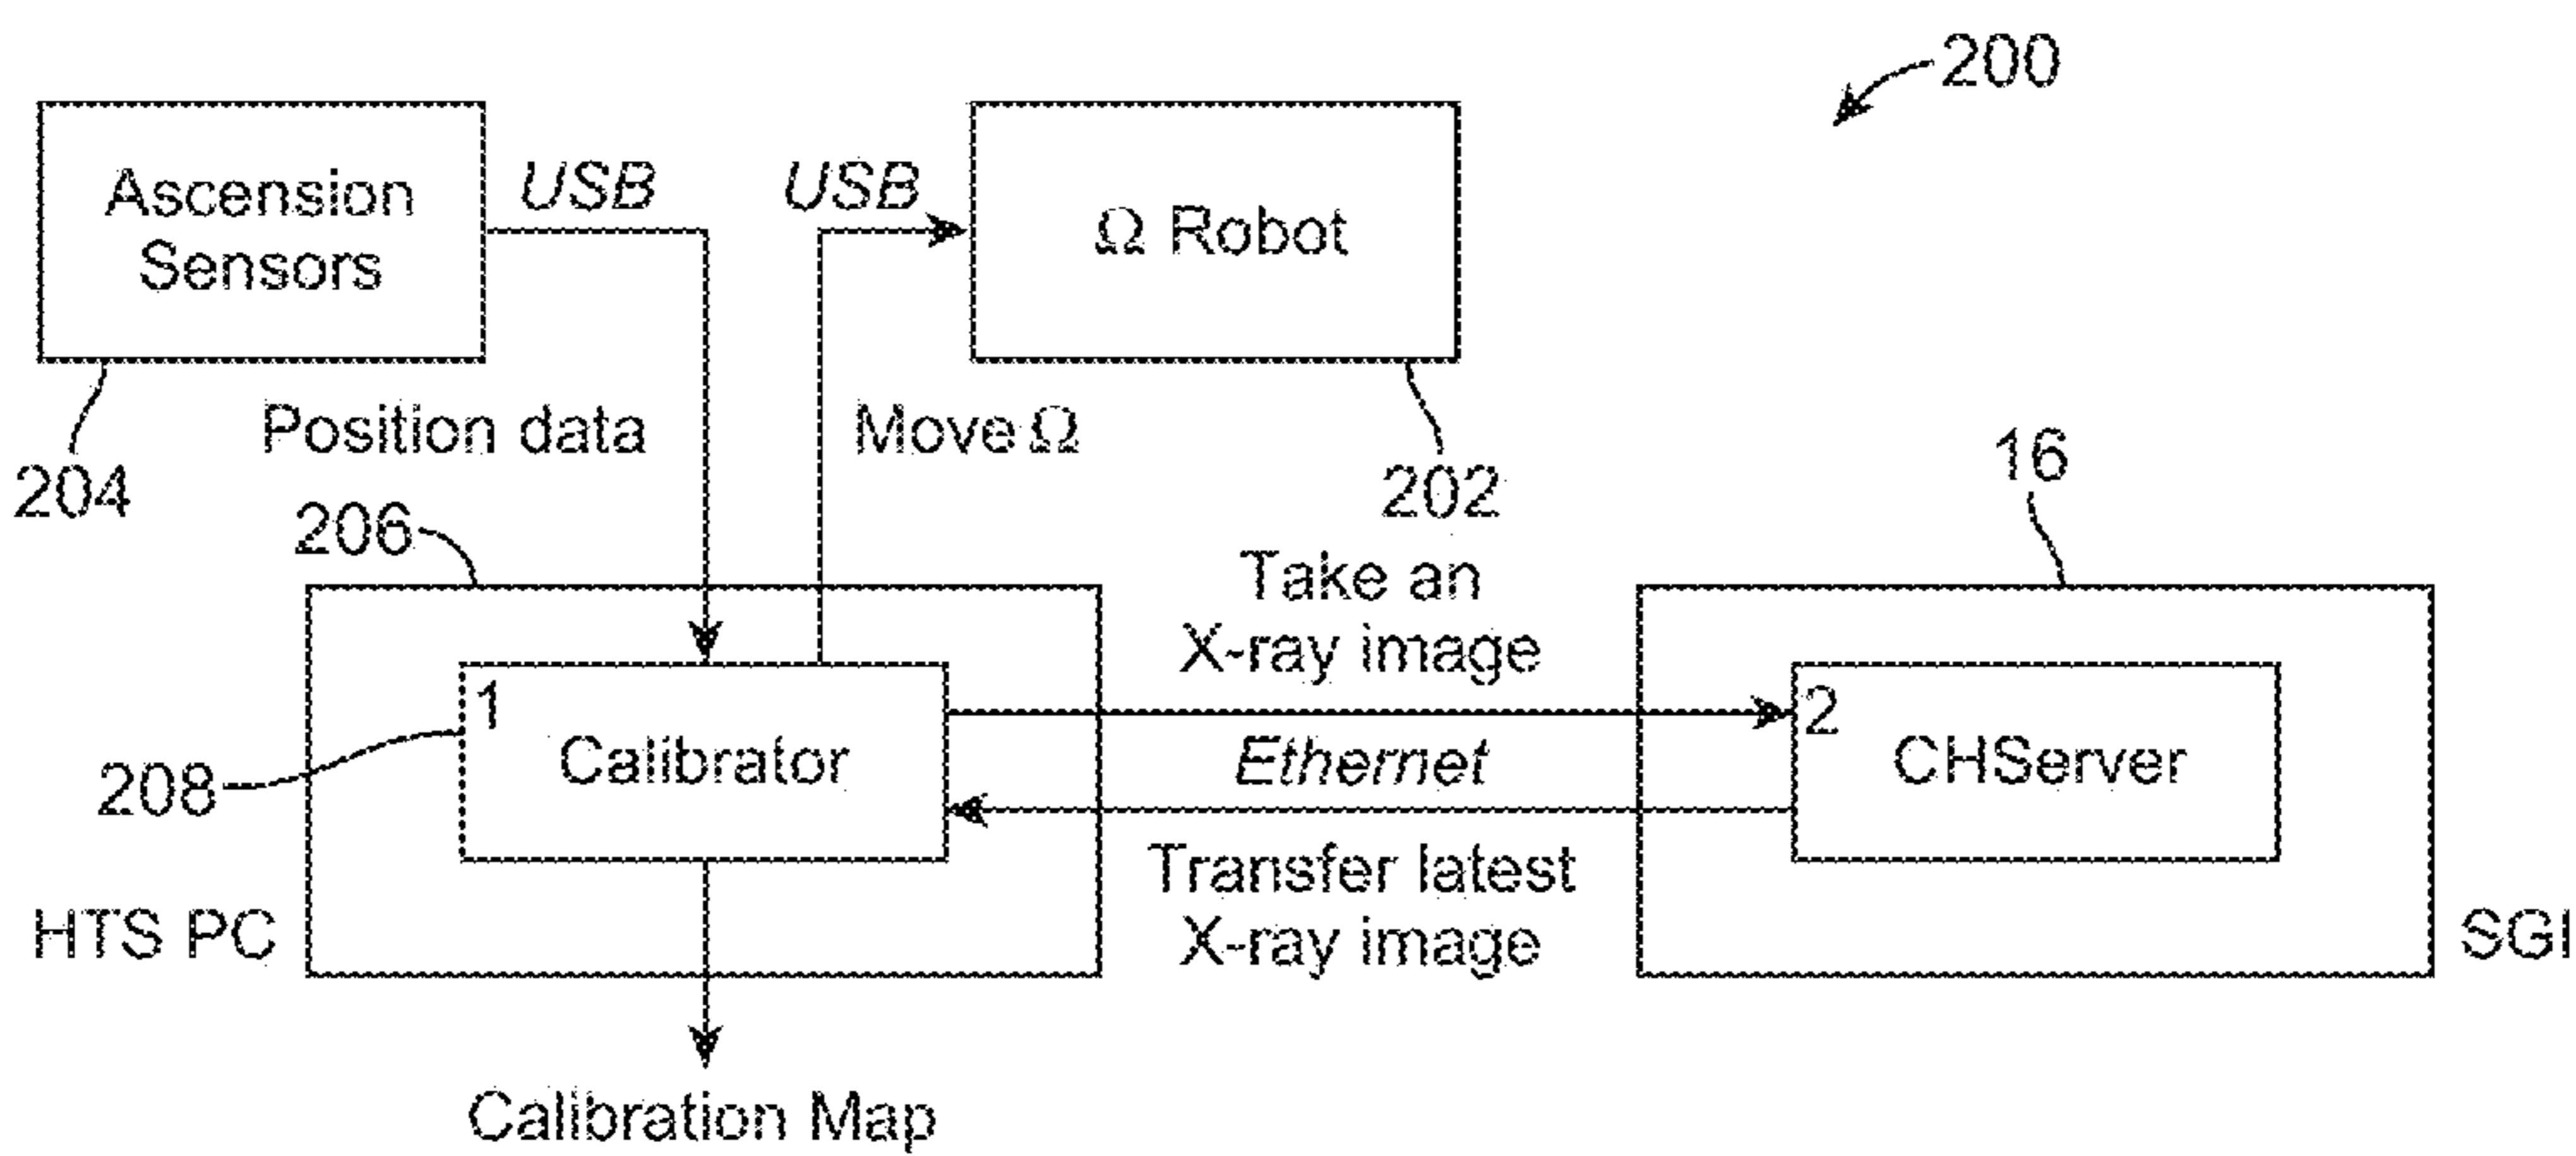 200
Ascension
Sensors
USB
USB
Ω Robot
Position data
Move Ω
204
202
206
16
Take an
X-ray image
1
Calibrator
2
CHServer
208
Ethernet
Transfer latest
X-ray image
HTS PC
SGI
Calibration Map